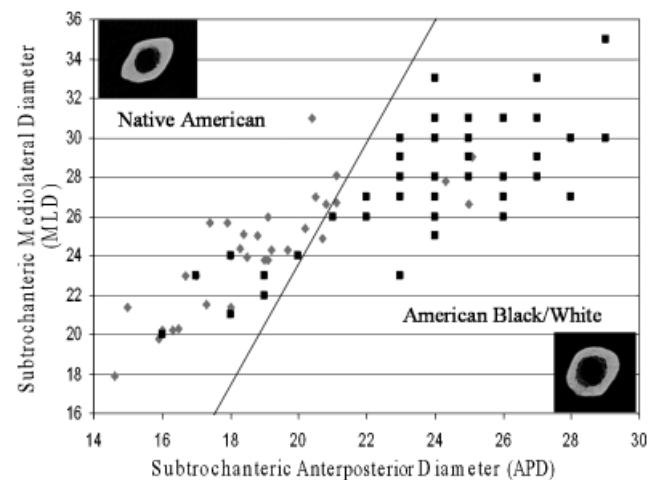 36
34
32
30
28
26
24
22
20
18
16
Subtrochanteric Mediolateral Diameter
(MLD)
Native American
American Black/White
14 16 18 20 22 24 26 28 30
Subtrochanteric Anterposterior Diameter (APD)